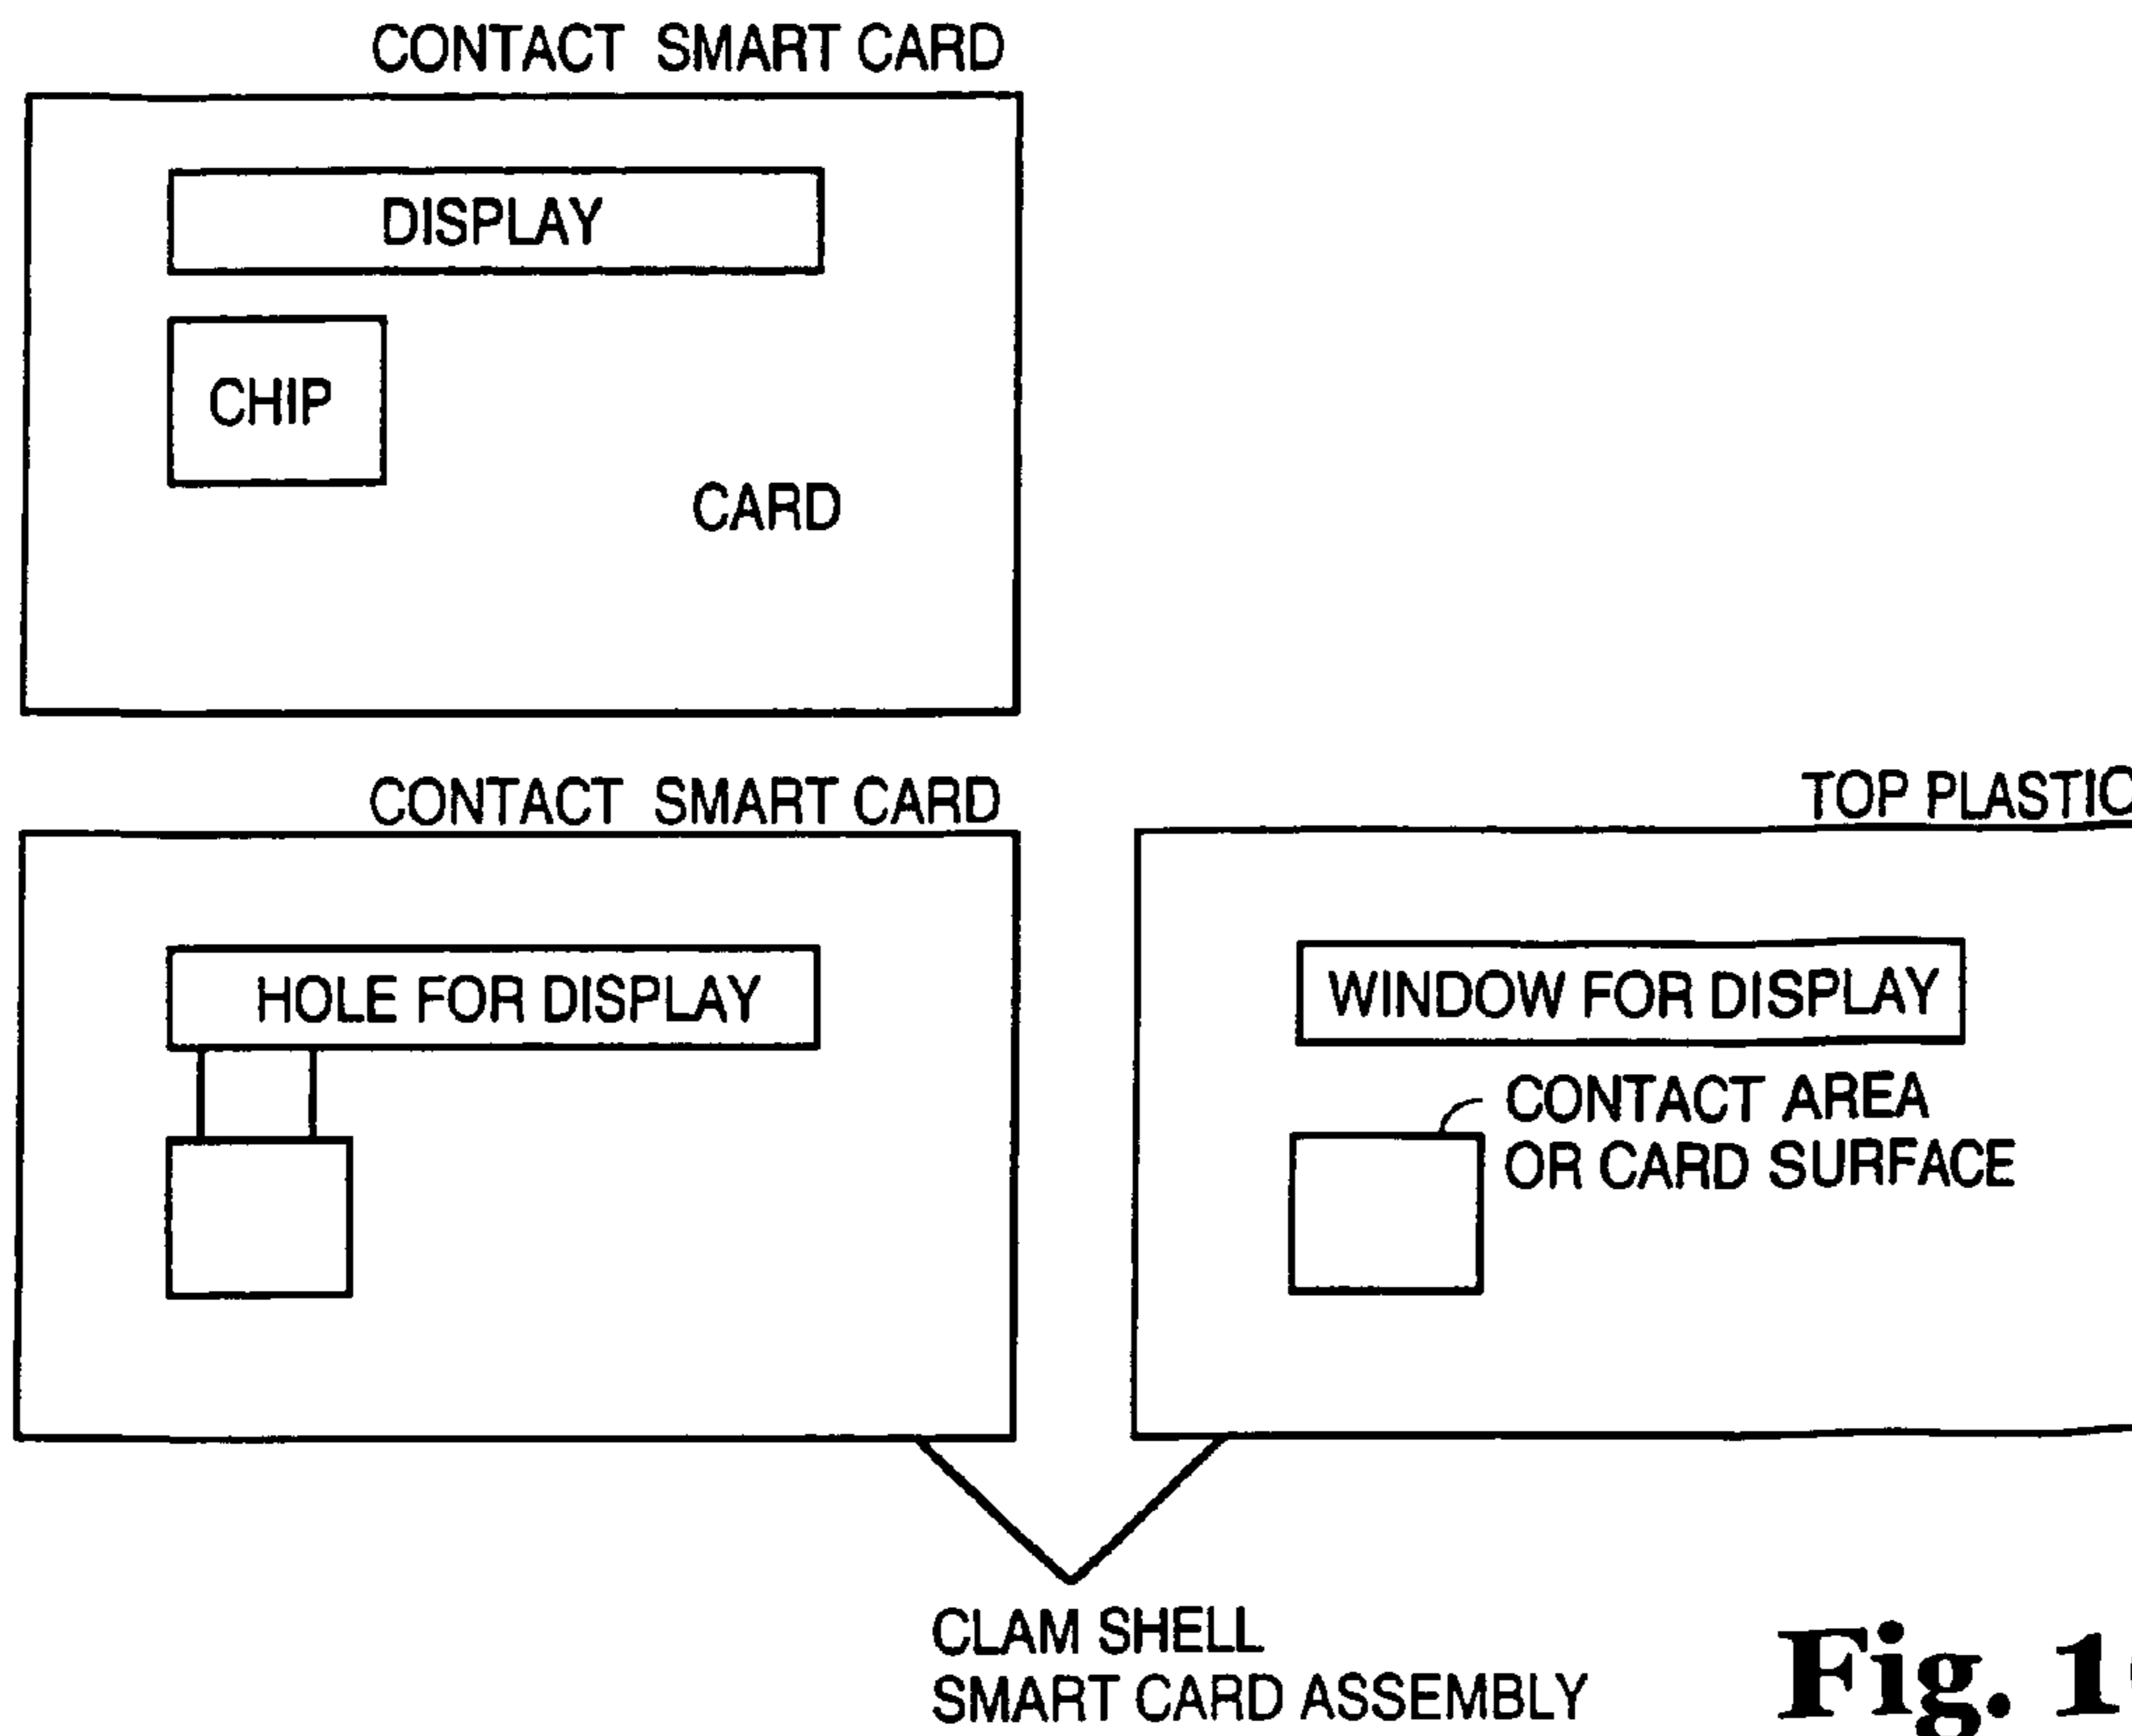 CONTACT SMART CARD
DISPLAY
CHIP
CARD
CONTACT SMART CARD
TOP PLASTIC
HOLE FOR DISPLAY
WINDOW FOR DISPLAY
CONTACT AREA
OR CARD SURFACE
CLAM SHELL
SMART CARD ASSEMBLY
Fig.